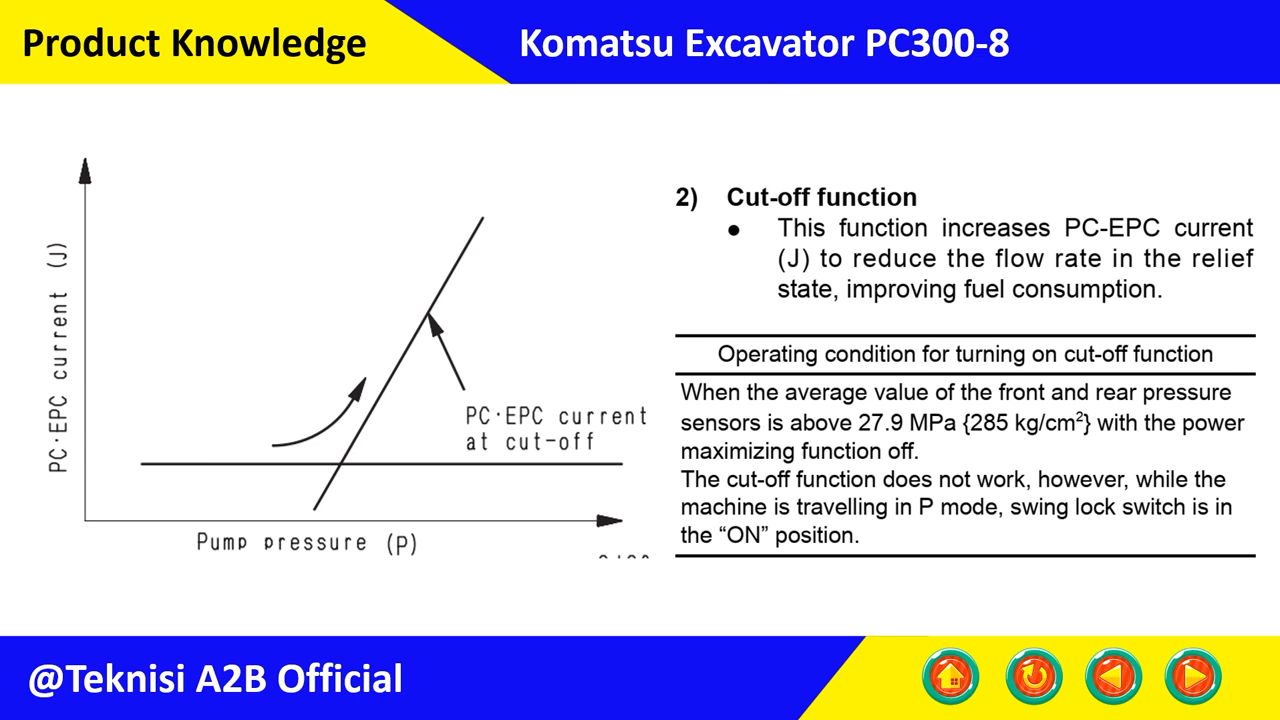 Product Knowledge
Komatsu Excavator PC300-8
PC·EPC current (J)
PC·EPC current
at cut-off
Pump pressure (P)
2) Cut-off function
● This function increases PC-EPC current
(J) to reduce the flow rate in the relief
state, improving fuel consumption.
Operating condition for turning on cut-off function
When the average value of the front and rear pressure
sensors is above 27.9 MPa {285 kg/cm²} with the power
maximizing function off.
The cut-off function does not work, however, while the
machine is travelling in P mode, swing lock switch is in
the “ON” position.
@Teknisi A2B Official